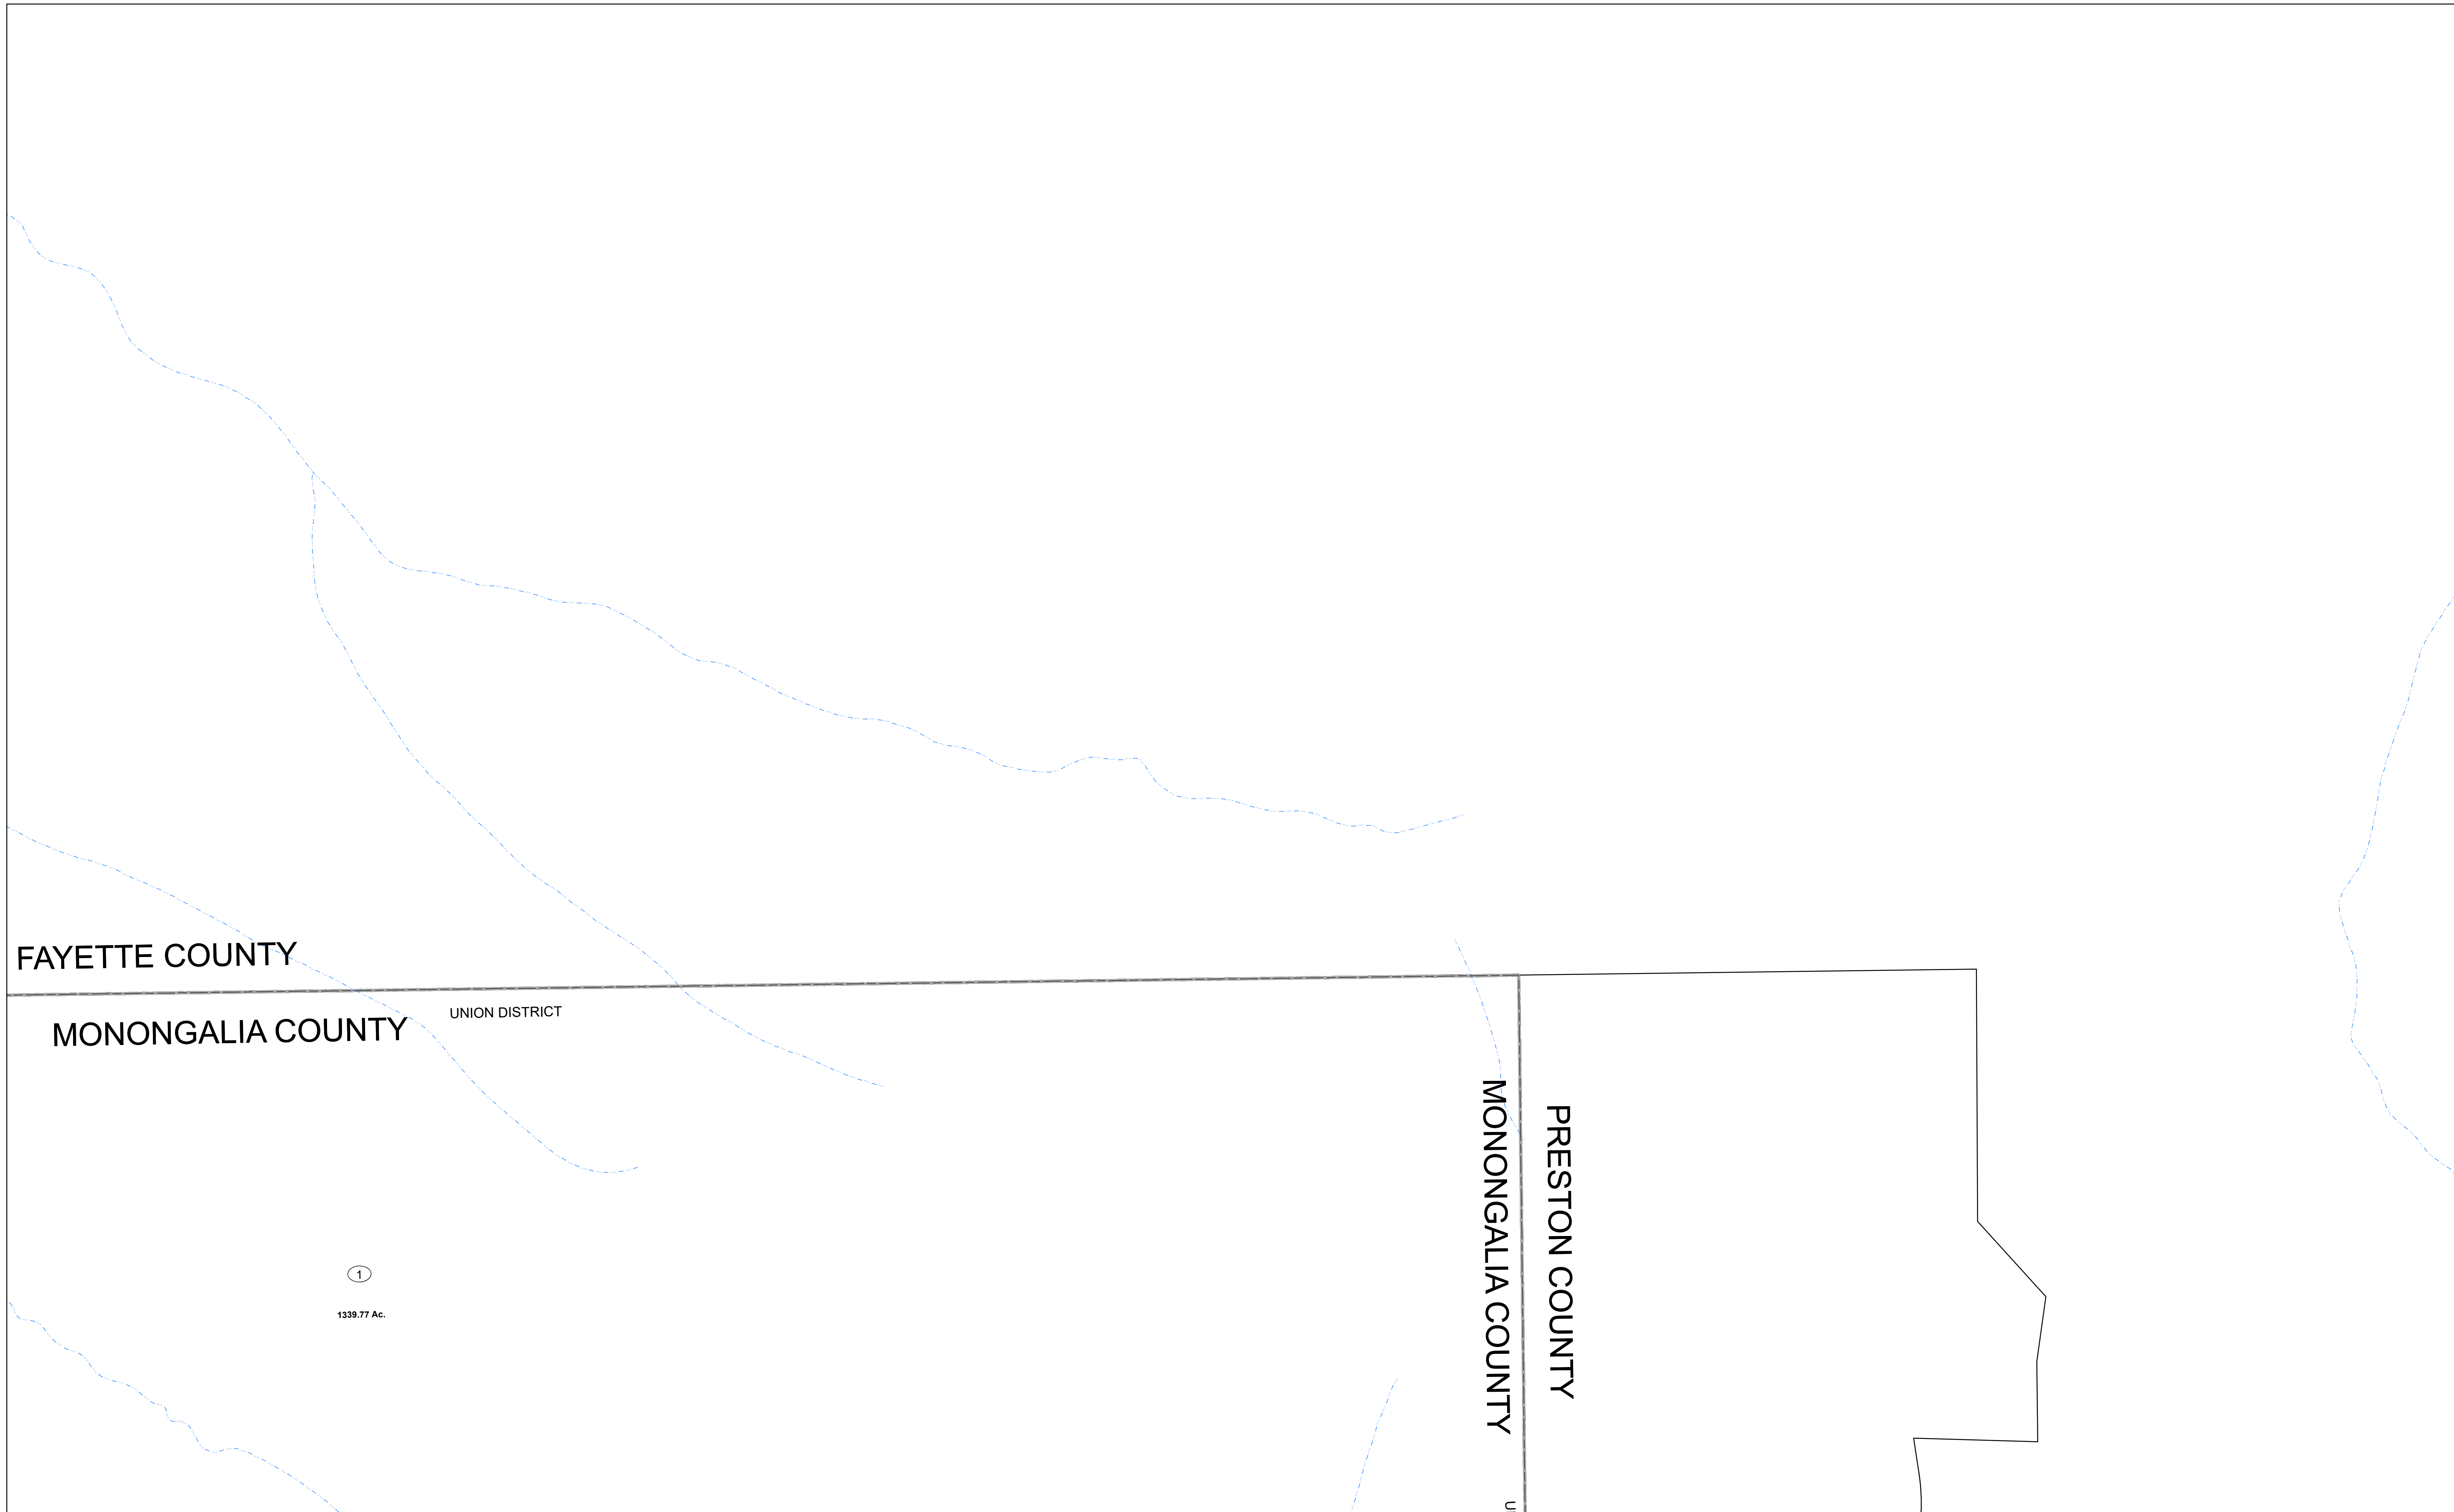 FAYETTE COUNTY
UNION DISTRICT
MONONGALIA COUNTY
MONONGALIA COUNTY
PRESTON COUNTY
1
1339.77 Ac.
U